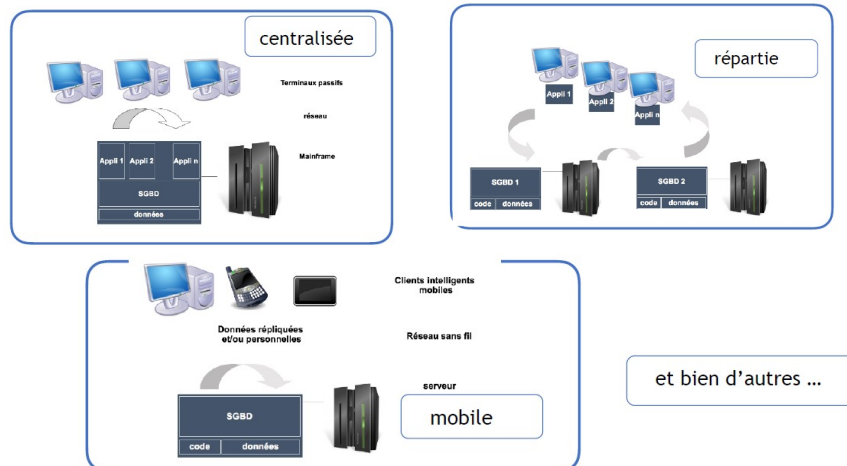 centralisée
Terminaux passifs
réseau
Mainframe
Appli 1 Appli 2 Appli n
SGBD
données
répartie
Appli 1
Appli 2
Appli n
SGBD 1
code données
SGBD 2
code données
Clients intelligents
mobiles
Données répliquées
et/ou personnelles
Réseau sans fil
serveur
SGBD
code données
mobile
et bien d'autres ...